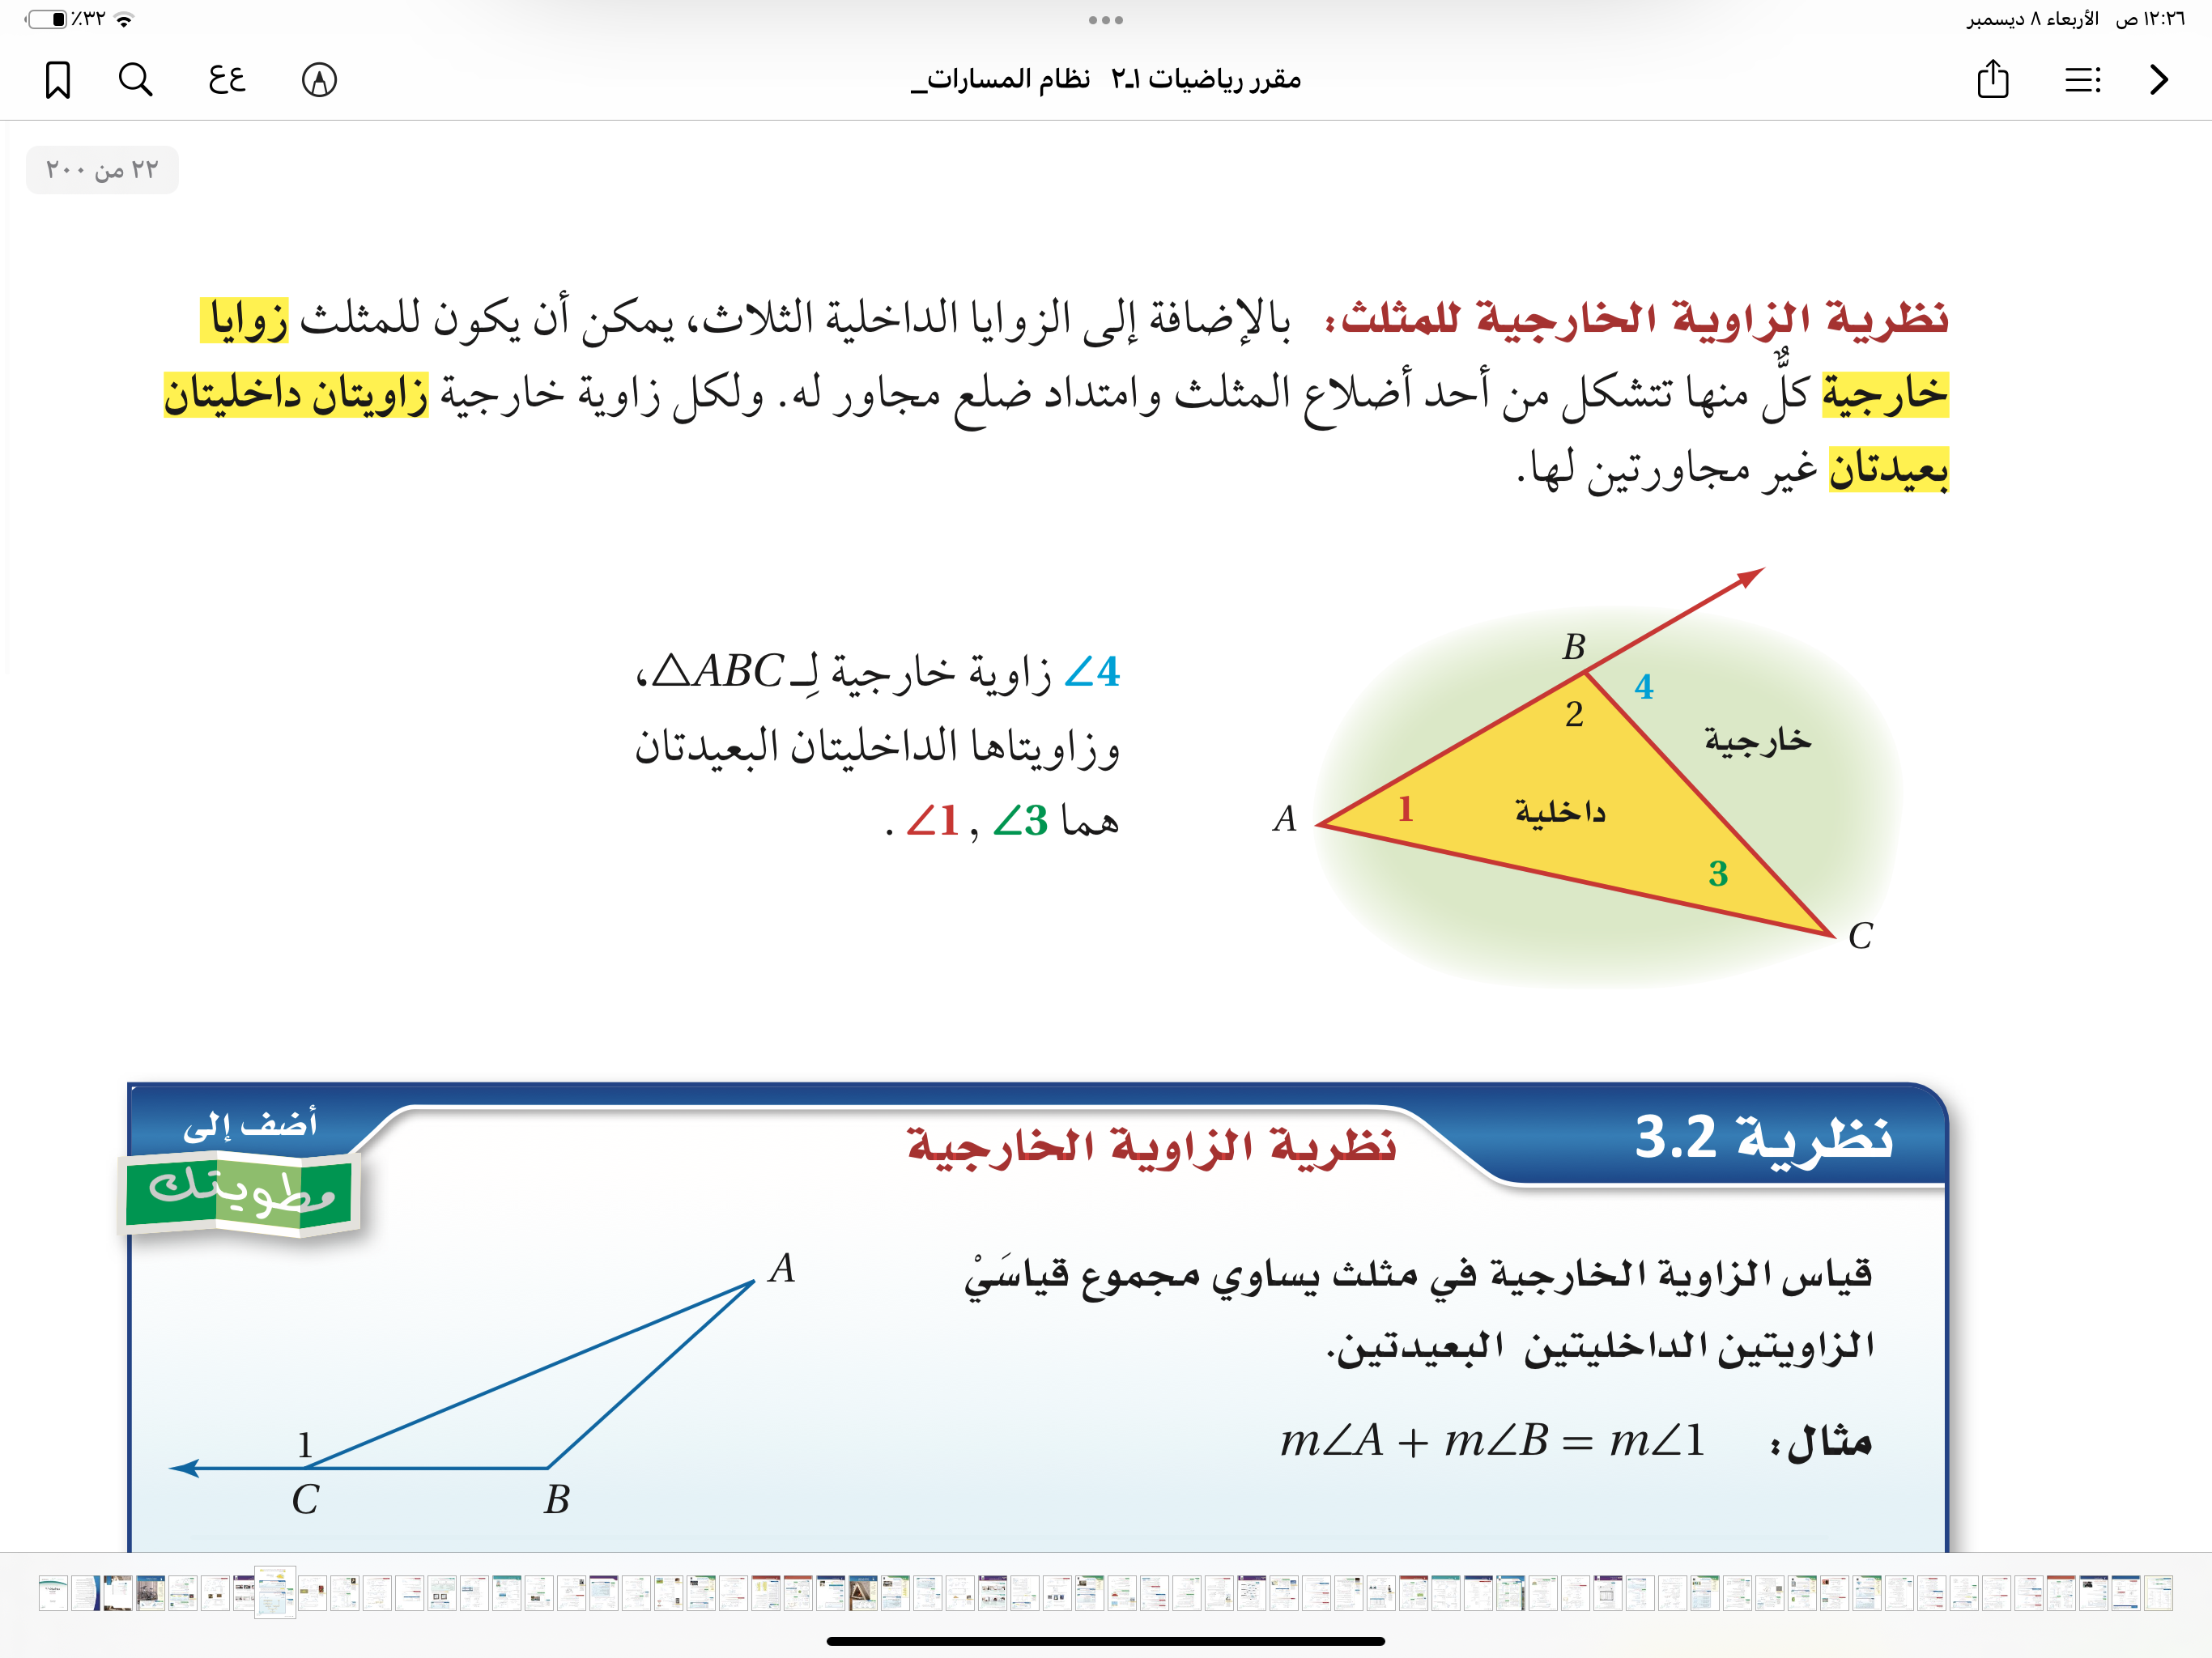 ١٢:٢٦ ص الأربعاء ٨ ديسمبر
٣٢٪
مقرر رياضيات ١ـ٢ نظام المسارات_
عع
٢٢ من ٢٠٠
نظرية الزاوية الخارجية للمثلث: بالإضافة إلى الزوايا الداخلية الثلاث، يمكن أن يكون للمثلث زوايا
خارجية كلٌّ منها تتشكل من أحد أضلاع المثلث وامتداد ضلع مجاور له. ولكل زاوية خارجية زاويتان داخليتان
بعيدتان غير مجاورتين لها.
B
4
2
خارجية
A
1
داخلية
3
C
∠4 زاوية خارجية لِـ △ABC،
وزاويتاها الداخليتان البعيدتان
هما ∠3 , ∠1 .
نظرية 3.2
نظرية الزاوية الخارجية
أضف إلى
مطويتك
قياس الزاوية الخارجية في مثلث يساوي مجموع قياسَيْ
الزاويتين الداخليتين البعيدتين.
مثال: m∠A + m∠B = m∠1
A
1
C
B